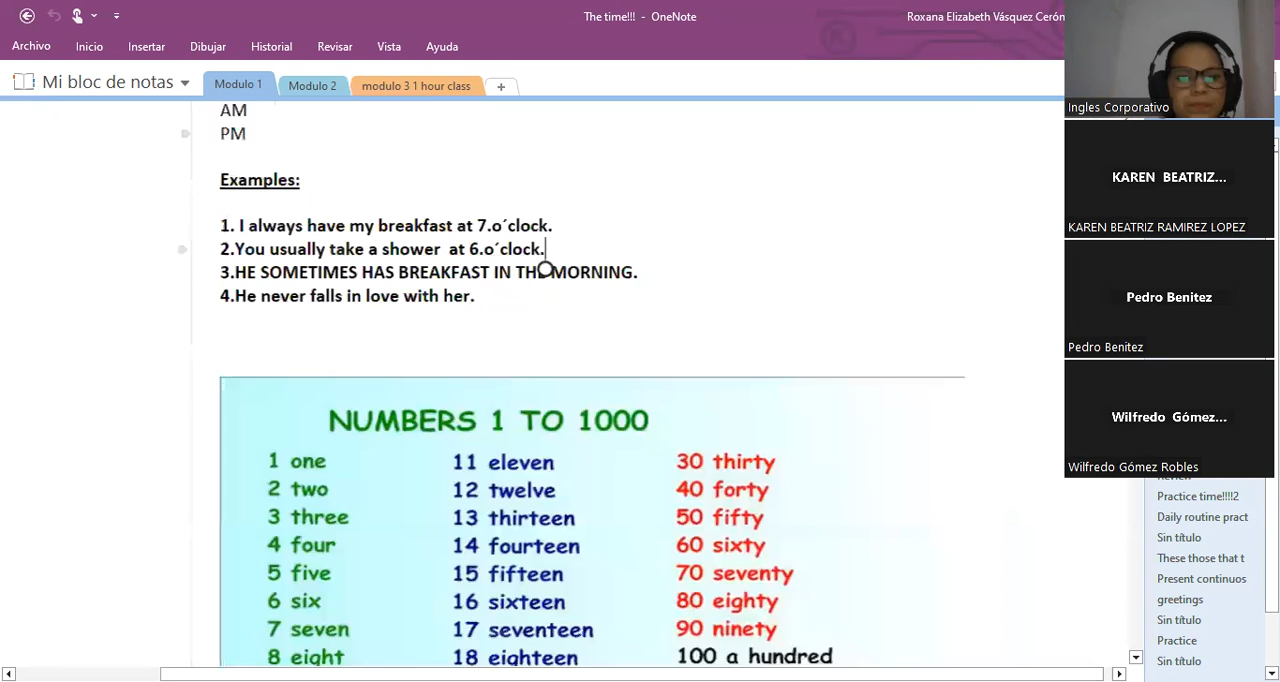 The time!!! - OneNote
Roxana Elizabeth Vásquez Cerón
Archivo
Inicio
Insertar
Dibujar
Historial
Revisar
Vista
Ayuda
Mi bloc de notas
Modulo 1
Modulo 2
modulo 3 1 hour class
+
AM
PM
Examples:
1. I always have my breakfast at 7.o´clock.
2.You usually take a shower  at 6.o´clock.
3.HE SOMETIMES HAS BREAKFAST IN THE MORNING.
4.He never falls in love with her.
NUMBERS 1 TO 1000
1 one
2 two
3 three
4 four
5 five
6 six
7 seven
8 eight
11 eleven
12 twelve
13 thirteen
14 fourteen
15 fifteen
16 sixteen
17 seventeen
18 eighteen
30 thirty
40 forty
50 fifty
60 sixty
70 seventy
80 eighty
90 ninety
100 a hundred
Ingles Corporativo
KAREN BEATRIZ...
KAREN BEATRIZ RAMIREZ LOPEZ
Pedro Benitez
Pedro Benitez
Wilfredo Gómez...
Wilfredo Gómez Robles
Review
Practice time!!!!2
Daily routine pract
Sin título
These those that t
Present continuos
greetings
Sin título
Practice
Sin título